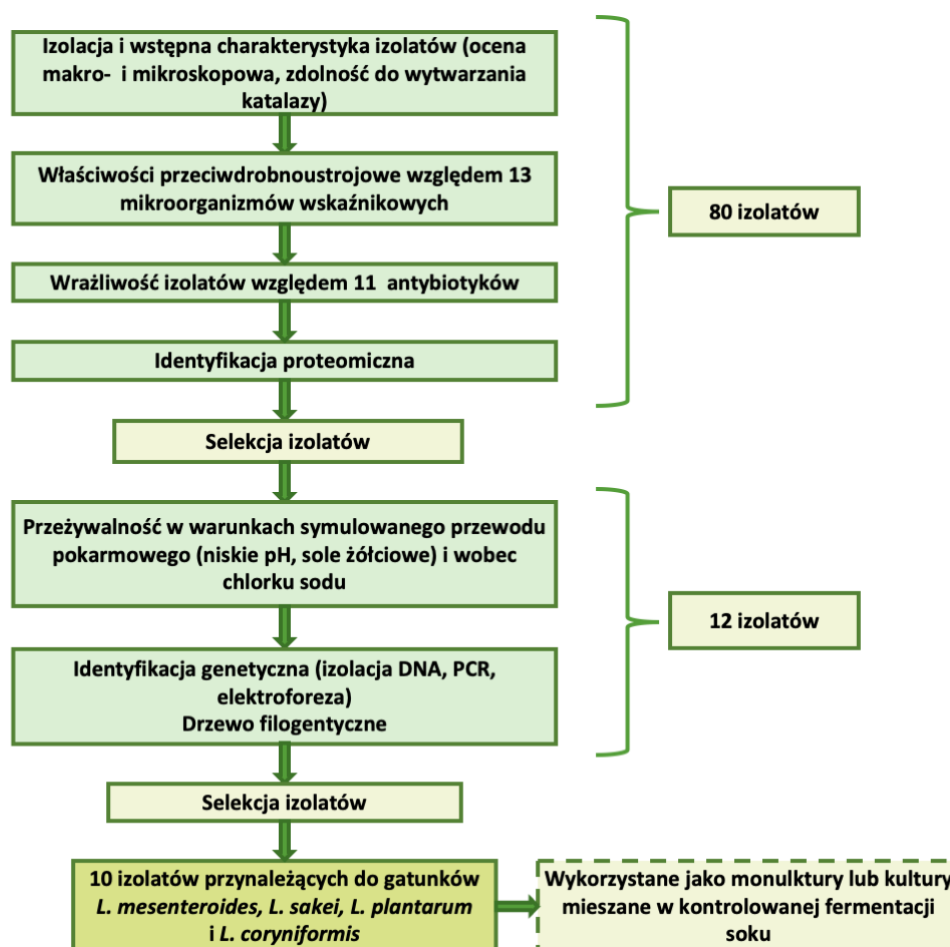 Izolacja i wstępna charakterystyka izolatów (ocena
makro- i mikroskopowa, zdolność do wytwarzania
katalazy)
Właściwości przeciwdrobnoustrojowe względem 13
mikroorganizmów wskaźnikowych
80 izolatów
Wrażliwość izolatów względem 11 antybiotyków
Identyfikacja proteomiczna
Selekcja izolatów
Przeżywalność w warunkach symulowanego przewodu
pokarmowego (niskie pH, sole żółciowe) i wobec
chlorku sodu
12 izolatów
Identyfikacja genetyczna (izolacja DNA, PCR,
elektroforeza)
Drzewo filogentyczne
Selekcja izolatów
10 izolatów przynależących do gatunków
L. mesenteroides, L. sakei, L. plantarum
i L. coryniformis
Wykorzystane jako monulktury lub kultury
mieszane w kontrolowanej fermentacji
soku